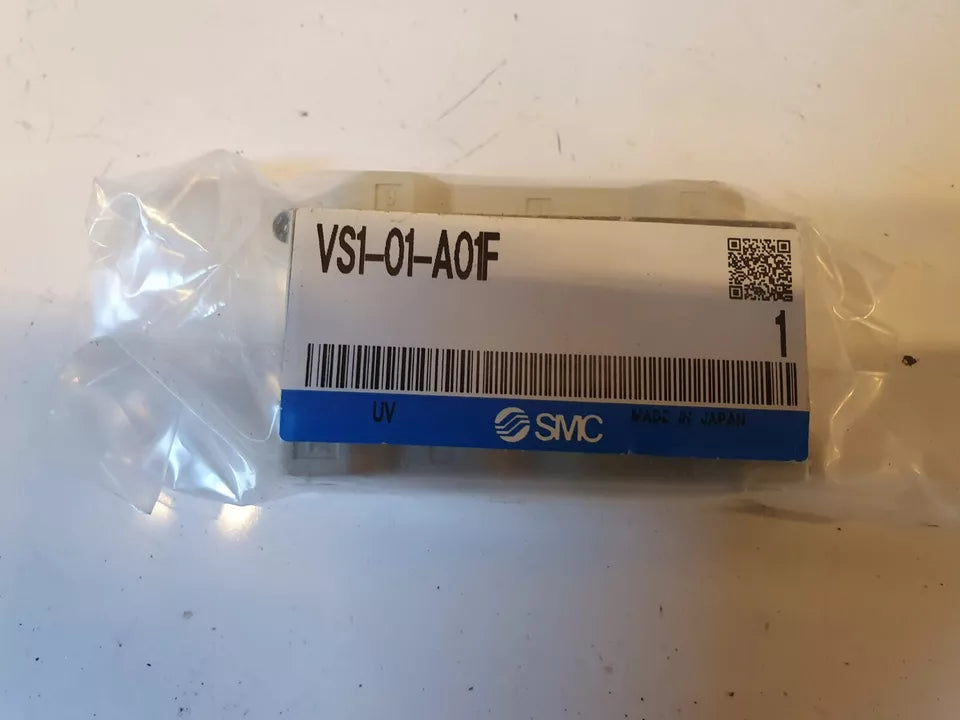 VS1-01-A01F
1
UV
SMC
MADE IN JAPAN